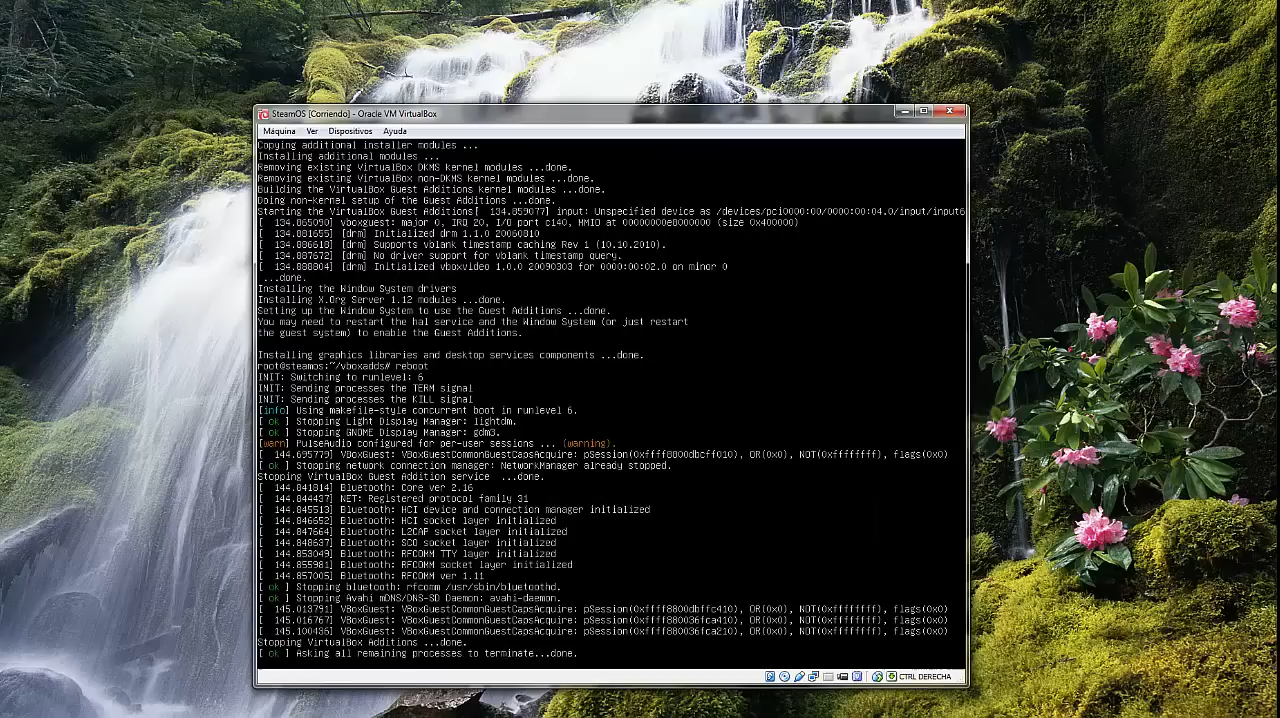 SteamOS [Corriendo] - Oracle VM VirtualBox
Máquina Ver Dispositivos Ayuda
Copying additional installer modules ...
Installing additional modules ...
Removing existing VirtualBox DKMS kernel modules ...done.
Removing existing VirtualBox non-DKMS kernel modules ...done.
Building the VirtualBox Guest Additions kernel modules ...done.
Doing non-kernel setup of the Guest Additions ...done.
Starting the VirtualBox Guest Additions[  134.859077] input: Unspecified device as /devices/pci0000:00/0000:00:04.0/input/input6
[  134.865090] vboxguest: major 0, IRQ 20, I/O port c140, MMIO at 00000000e8000000 (size 0x400000)
[  134.881655] [drm] Initialized drm 1.1.0 20060810
[  134.886618] [drm] Supports vblank timestamp caching Rev 1 (10.10.2010).
[  134.887672] [drm] No driver support for vblank timestamp query.
[  134.888804] [drm] Initialized vboxvideo 1.0.0 20090303 for 0000:00:02.0 on minor 0
...done.
Installing the Window System drivers
Installing X.Org Server 1.12 modules ...done.
Setting up the Window System to use the Guest Additions ...done.
You may need to restart the hal service and the Window System (or just restart
the guest system) to enable the Guest Additions.
Installing graphics libraries and desktop services components ...done.
root@steamos:~/vboxadds# reboot
INIT: Switching to runlevel: 6
INIT: Sending processes the TERM signal
INIT: Sending processes the KILL signal
[info] Using makefile-style concurrent boot in runlevel 6.
[ ok ] Stopping Light Display Manager: lightdm.
[ ok ] Stopping GNOME Display Manager: gdm3.
[warn] PulseAudio configured for per-user sessions ... (warning).
[  144.695779] VBoxGuest: VBoxGuestCommonGuestCapsAcquire: pSession(0xffff8800dbcff010), OR(0x0), NOT(0xffffffff), flags(0x0)
[ ok ] Stopping network connection manager: NetworkManager already stopped.
Stopping VirtualBox Guest Addition service ...done.
[  144.841814] Bluetooth: Core ver 2.16
[  144.844437] NET: Registered protocol family 31
[  144.845513] Bluetooth: HCI device and connection manager initialized
[  144.846652] Bluetooth: HCI socket layer initialized
[  144.847664] Bluetooth: L2CAP socket layer initialized
[  144.848637] Bluetooth: SCO socket layer initialized
[  144.853049] Bluetooth: RFCOMM TTY layer initialized
[  144.855981] Bluetooth: RFCOMM socket layer initialized
[  144.857005] Bluetooth: RFCOMM ver 1.11
[ ok ] Stopping bluetooth: rfcomm /usr/sbin/bluetoothd.
[ ok ] Stopping Avahi mDNS/DNS-SD Daemon: avahi-daemon.
[  145.013791] VBoxGuest: VBoxGuestCommonGuestCapsAcquire: pSession(0xffff8800dbffc410), OR(0x0), NOT(0xffffffff), flags(0x0)
[  145.016767] VBoxGuest: VBoxGuestCommonGuestCapsAcquire: pSession(0xffff880036fca410), OR(0x0), NOT(0xffffffff), flags(0x0)
[  145.100436] VBoxGuest: VBoxGuestCommonGuestCapsAcquire: pSession(0xffff880036fca210), OR(0x0), NOT(0xffffffff), flags(0x0)
Stopping VirtualBox Additions ...done.
[ ok ] Asking all remaining processes to terminate...done.
CTRL DERECHA